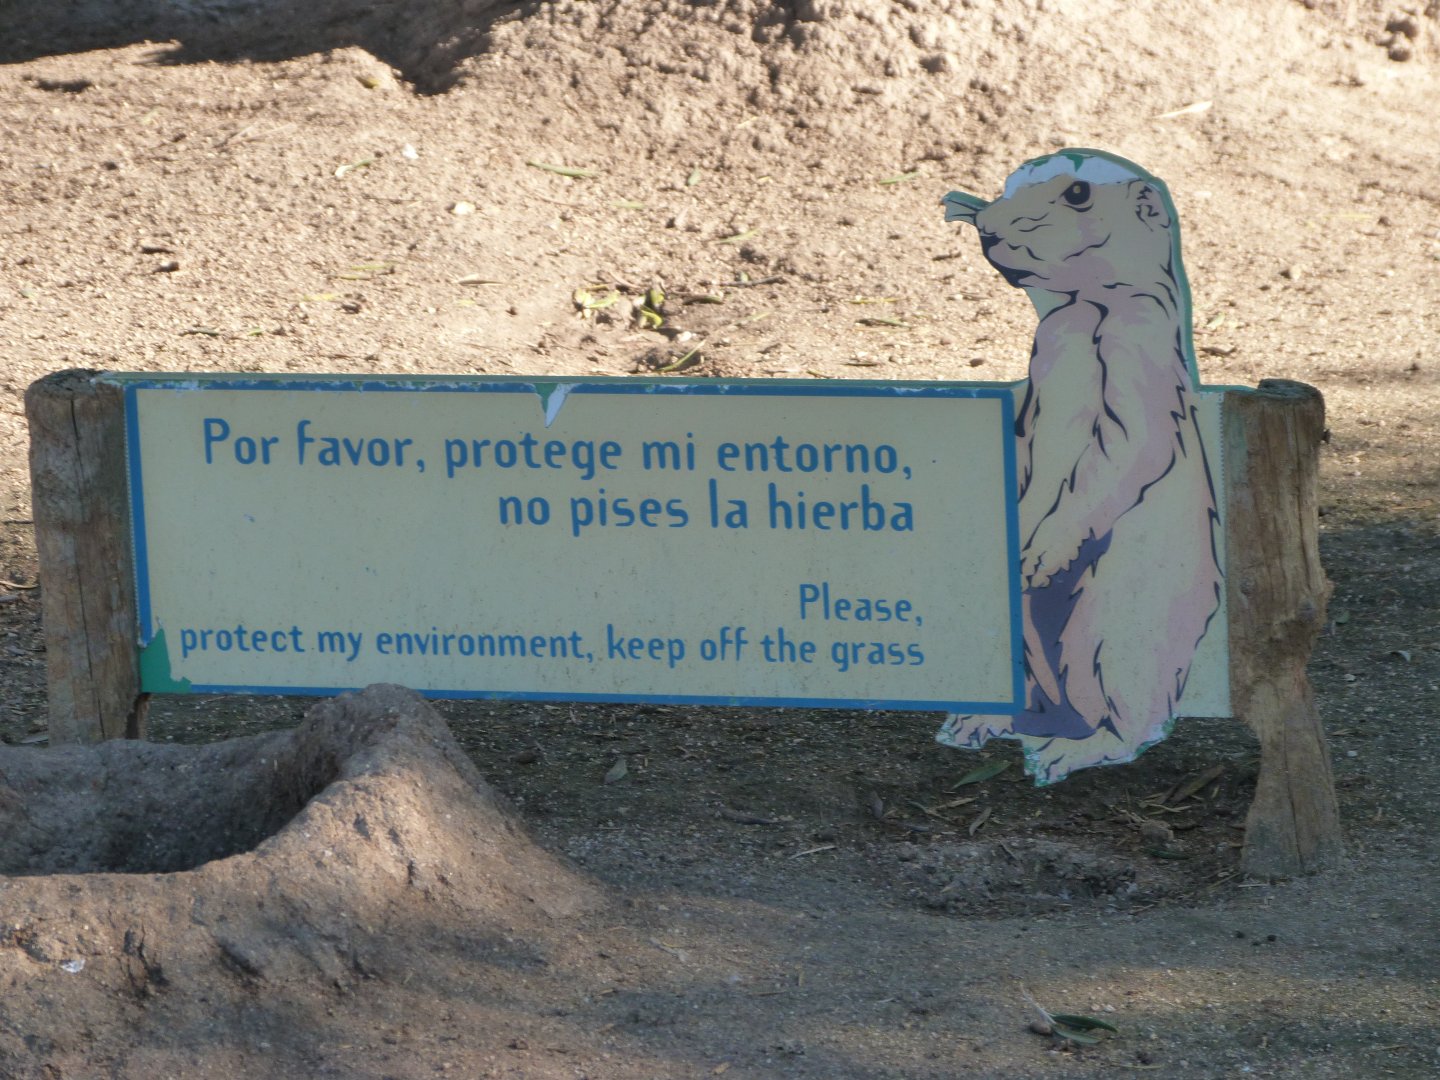 Por favor, protege mi entorno,
no pises la hierba
Please,
protect my environment, keep off the grass